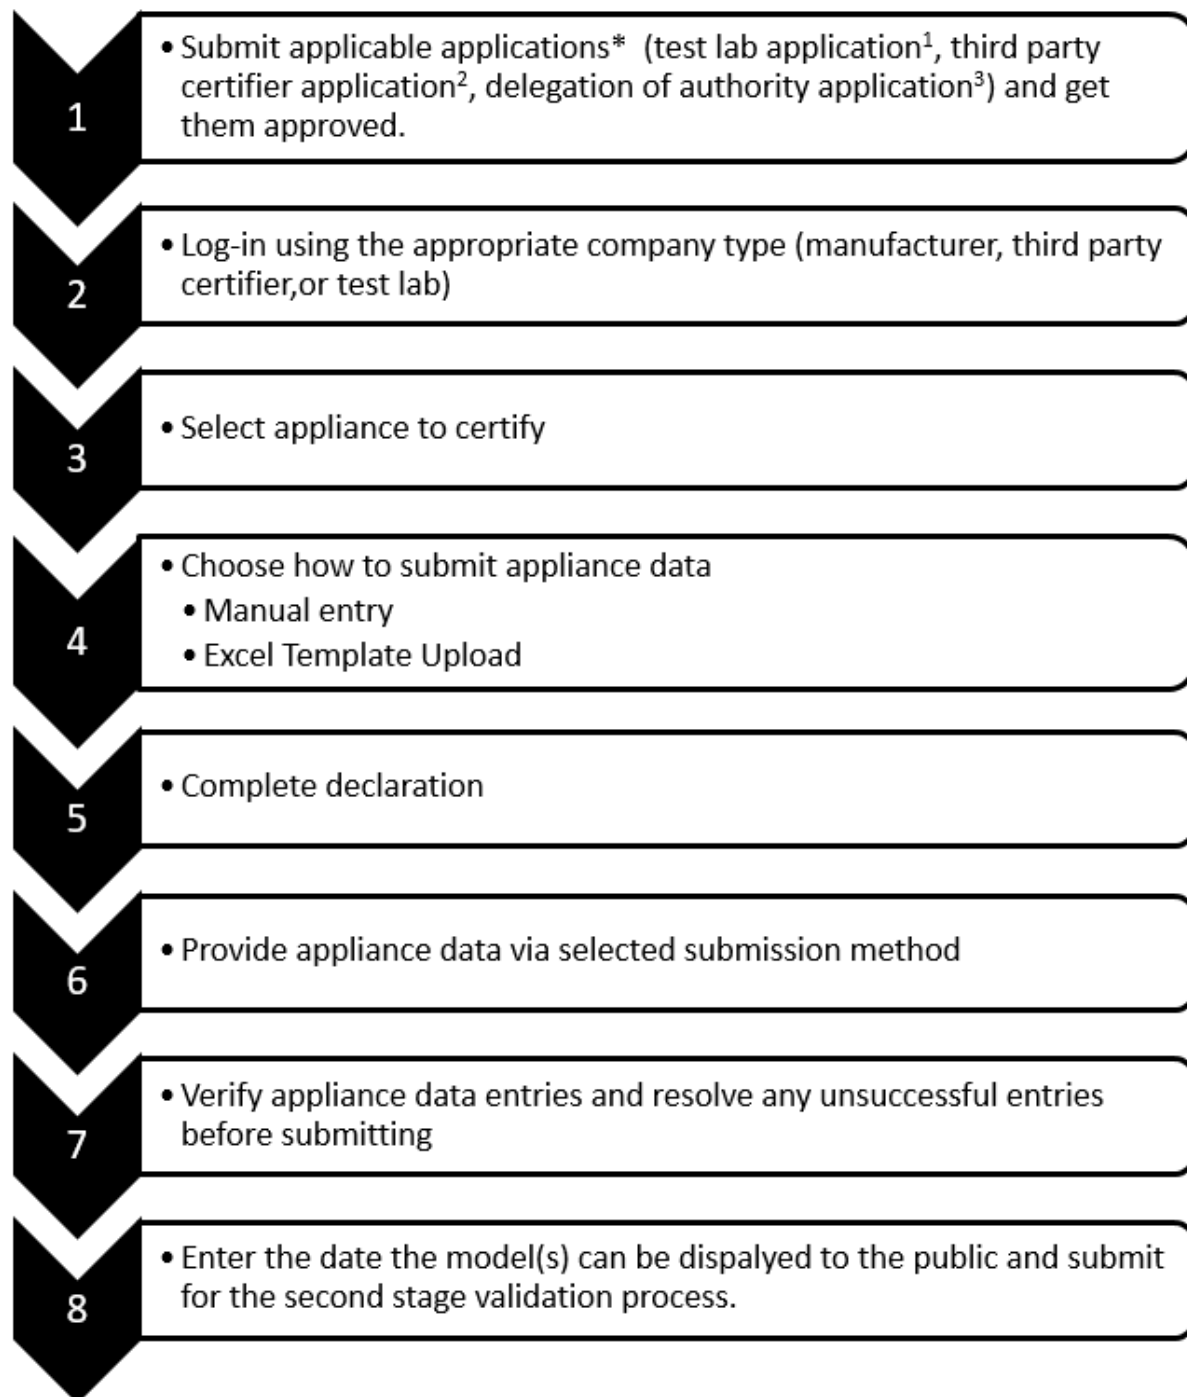 1
• Submit applicable applications* (test lab application¹, third party
certifier application², delegation of authority application³) and get
them approved.
2
• Log-in using the appropriate company type (manufacturer, third party
certifier,or test lab)
3
• Select appliance to certify
4
• Choose how to submit appliance data
• Manual entry
• Excel Template Upload
5
• Complete declaration
6
• Provide appliance data via selected submission method
7
• Verify appliance data entries and resolve any unsuccessful entries
before submitting
8
• Enter the date the model(s) can be dispalyed to the public and submit
for the second stage validation process.